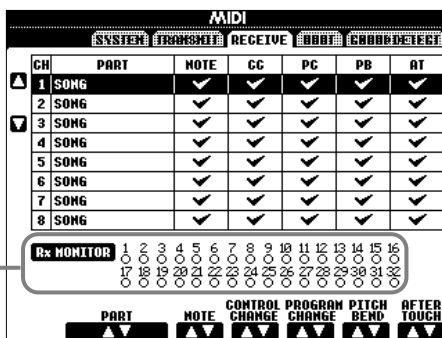 MIDI
SYSTEM TRANSMIT RECEIVE ROOT CHORD DETECT
CH PART NOTE CC PC PB AT
1 SONG
2 SONG
3 SONG
4 SONG
5 SONG
6 SONG
7 SONG
8 SONG
Rx MONITOR 1 2 3 4 5 6 7 8 9 10 11 12 13 14 15 16
17 18 19 20 21 22 23 24 25 26 27 28 29 30 31 32
PART NOTE CONTROL CHANGE PROGRAM CHANGE PITCH BEND AFTER TOUCH